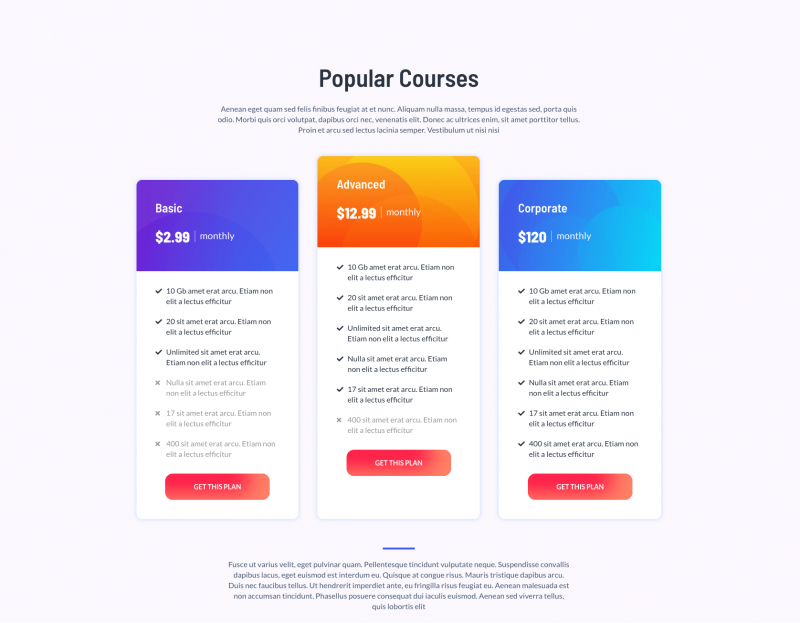 Popular Courses
Aenean eget quam sed felis finibus feugiat at et nunc. Aliquam nulla massa, tempus id egestas sed, porta quis
odio. Morbi quis orci volutpat, dapibus orci nec, venenatis elit. Donec ac ultrices enim, sit amet porttitor tellus.
Proin et arcu sed lectus lacinia semper. Vestibulum ut nisi nisi
Basic
$2.99 | monthly
10 Gb amet erat arcu. Etiam non
elit a lectus efficitur
20 sit amet erat arcu. Etiam non
elit a lectus efficitur
Unlimited sit amet erat arcu.
Etiam non elit a lectus efficitur
Nulla sit amet erat arcu. Etiam
non elit a lectus efficitur
17 sit amet erat arcu. Etiam non
elit a lectus efficitur
400 sit amet erat arcu. Etiam non
elit a lectus efficitur
GET THIS PLAN
Advanced
$12.99 | monthly
10 Gb amet erat arcu. Etiam non
elit a lectus efficitur
20 sit amet erat arcu. Etiam non
elit a lectus efficitur
Unlimited sit amet erat arcu.
Etiam non elit a lectus efficitur
Nulla sit amet erat arcu. Etiam
non elit a lectus efficitur
17 sit amet erat arcu. Etiam non
elit a lectus efficitur
400 sit amet erat arcu. Etiam non
elit a lectus efficitur
GET THIS PLAN
Corporate
$120 | monthly
10 Gb amet erat arcu. Etiam non
elit a lectus efficitur
20 sit amet erat arcu. Etiam non
elit a lectus efficitur
Unlimited sit amet erat arcu.
Etiam non elit a lectus efficitur
Nulla sit amet erat arcu. Etiam
non elit a lectus efficitur
17 sit amet erat arcu. Etiam non
elit a lectus efficitur
400 sit amet erat arcu. Etiam non
elit a lectus efficitur
GET THIS PLAN
Fusce ut varius velit, eget pulvinar quam. Pellentesque tincidunt vulputate neque. Suspendisse convallis
dapibus lacus, eget euismod est interdum eu. Quisque at congue risus. Mauris tristique dapibus arcu.
Duis nec faucibus tellus. Ut hendrerit imperdiet ante, eu fringilla risus feugiat eu. Aenean malesuada est
non accumsan tincidunt. Phasellus posuere consequat dui iaculis euismod. Aenean sed viverra tellus,
quis lobortis elit